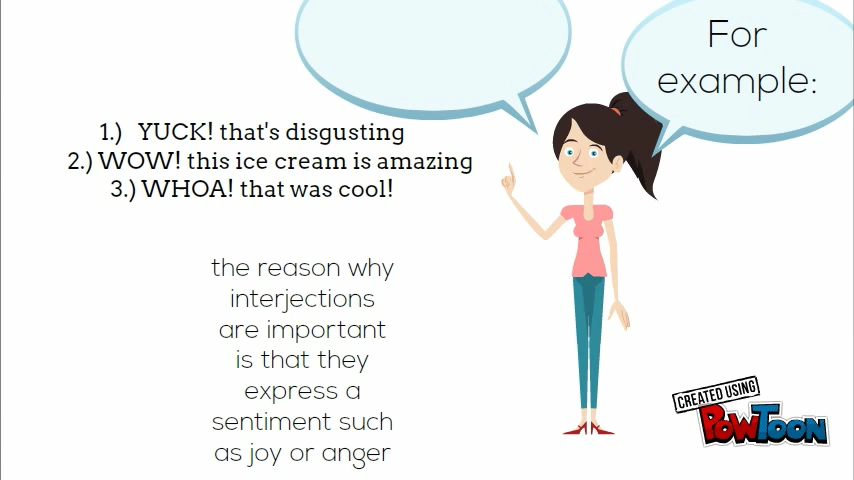 For
example:
1.) YUCK! that's disgusting
2.) WOW! this ice cream is amazing
3.) WHOA! that was cool!
the reason why
interjections
are important
is that they
express a
sentiment such
as joy or anger
CREATED USING
POWTOON